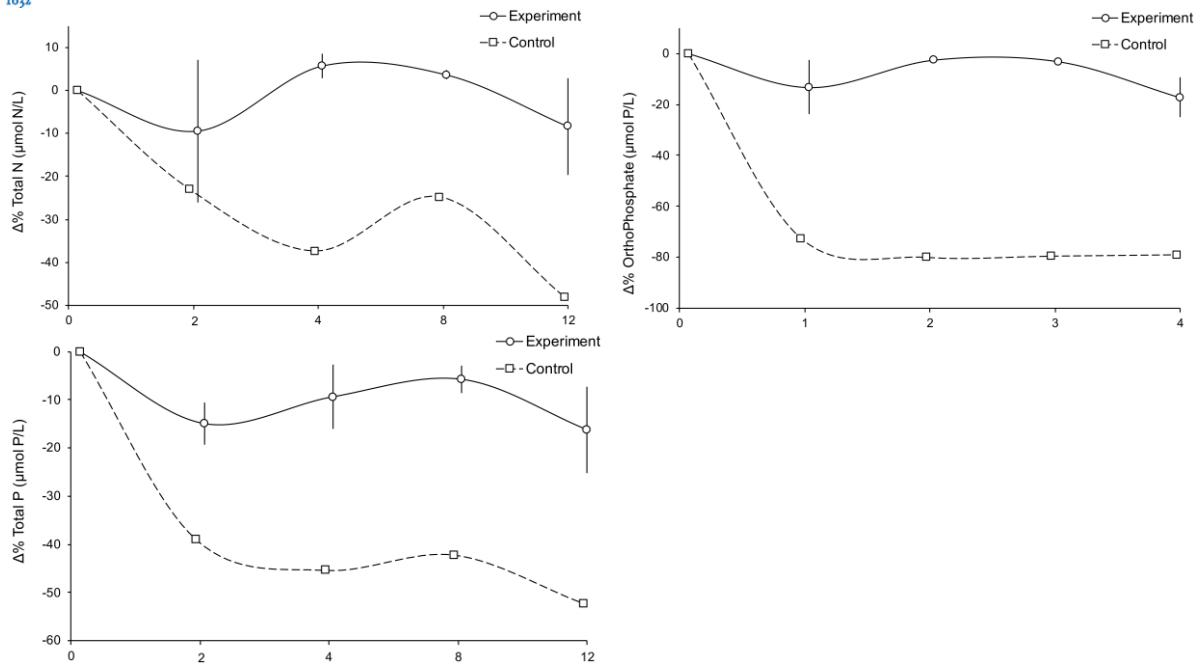 1632
Experiment
Control
Δ% Total N (μmol N/L)
10
0
-10
-20
-30
-40
-50
0 2 4 8 12
Experiment
Control
Δ% OrthoPhosphate (μmol P/L)
0
-20
-40
-60
-80
-100
0 1 2 3 4
Experiment
Control
Δ% Total P (μmol P/L)
0
-10
-20
-30
-40
-50
-60
0 2 4 8 12